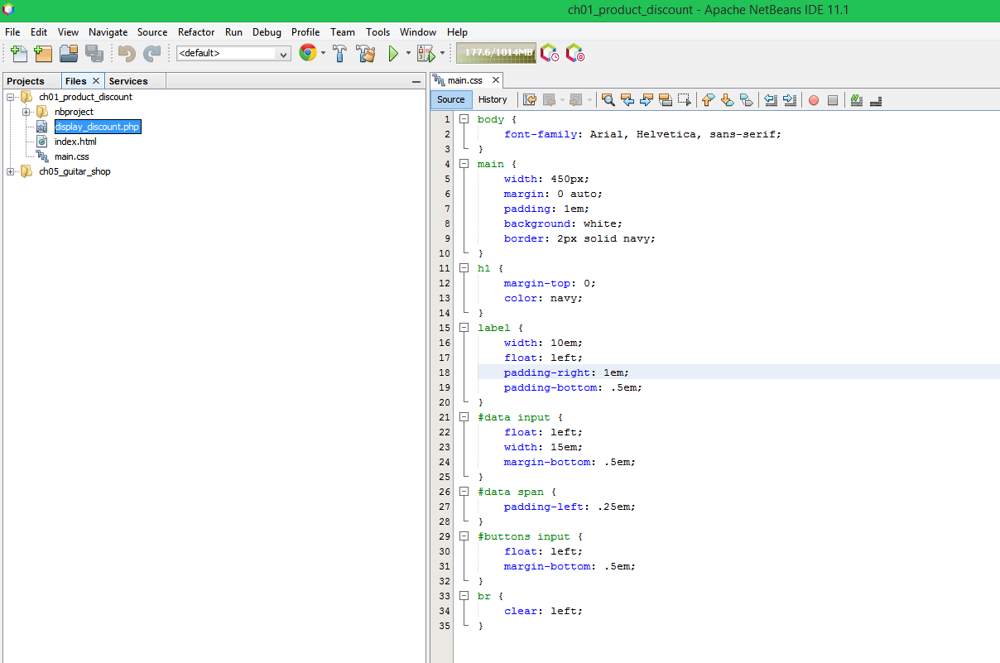 ch01_product_discount - Apache NetBeans IDE 11.1
File Edit View Navigate Source Refactor Run Debug Profile Team Tools Window Help
<default> 177.6/1014MB
Projects Files Services
ch01_product_discount
nbproject
display_discount.php
index.html
main.css
ch05_guitar_shop
main.css
Source History
1 body {
2 font-family: Arial, Helvetica, sans-serif;
3 }
4 main {
5 width: 450px;
6 margin: 0 auto;
7 padding: 1em;
8 background: white;
9 border: 2px solid navy;
10 }
11 h1 {
12 margin-top: 0;
13 color: navy;
14 }
15 label {
16 width: 10em;
17 float: left;
18 padding-right: 1em;
19 padding-bottom: .5em;
20 }
21 #data input {
22 float: left;
23 width: 15em;
24 margin-bottom: .5em;
25 }
26 #data span {
27 padding-left: .25em;
28 }
29 #buttons input {
30 float: left;
31 margin-bottom: .5em;
32 }
33 br {
34 clear: left;
35 }